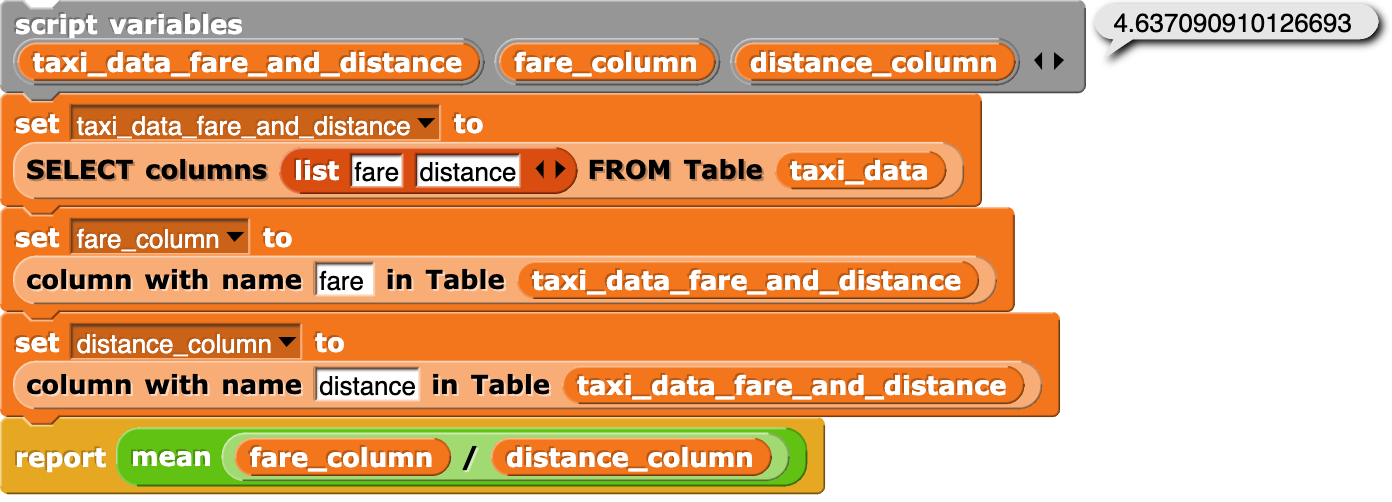 script variables
taxi_data_fare_and_distance fare_column distance_column
4.637090910126693
set taxi_data_fare_and_distance to
SELECT columns list fare distance FROM Table taxi_data
set fare_column to
column with name fare in Table taxi_data_fare_and_distance
set distance_column to
column with name distance in Table taxi_data_fare_and_distance
report mean fare_column / distance_column